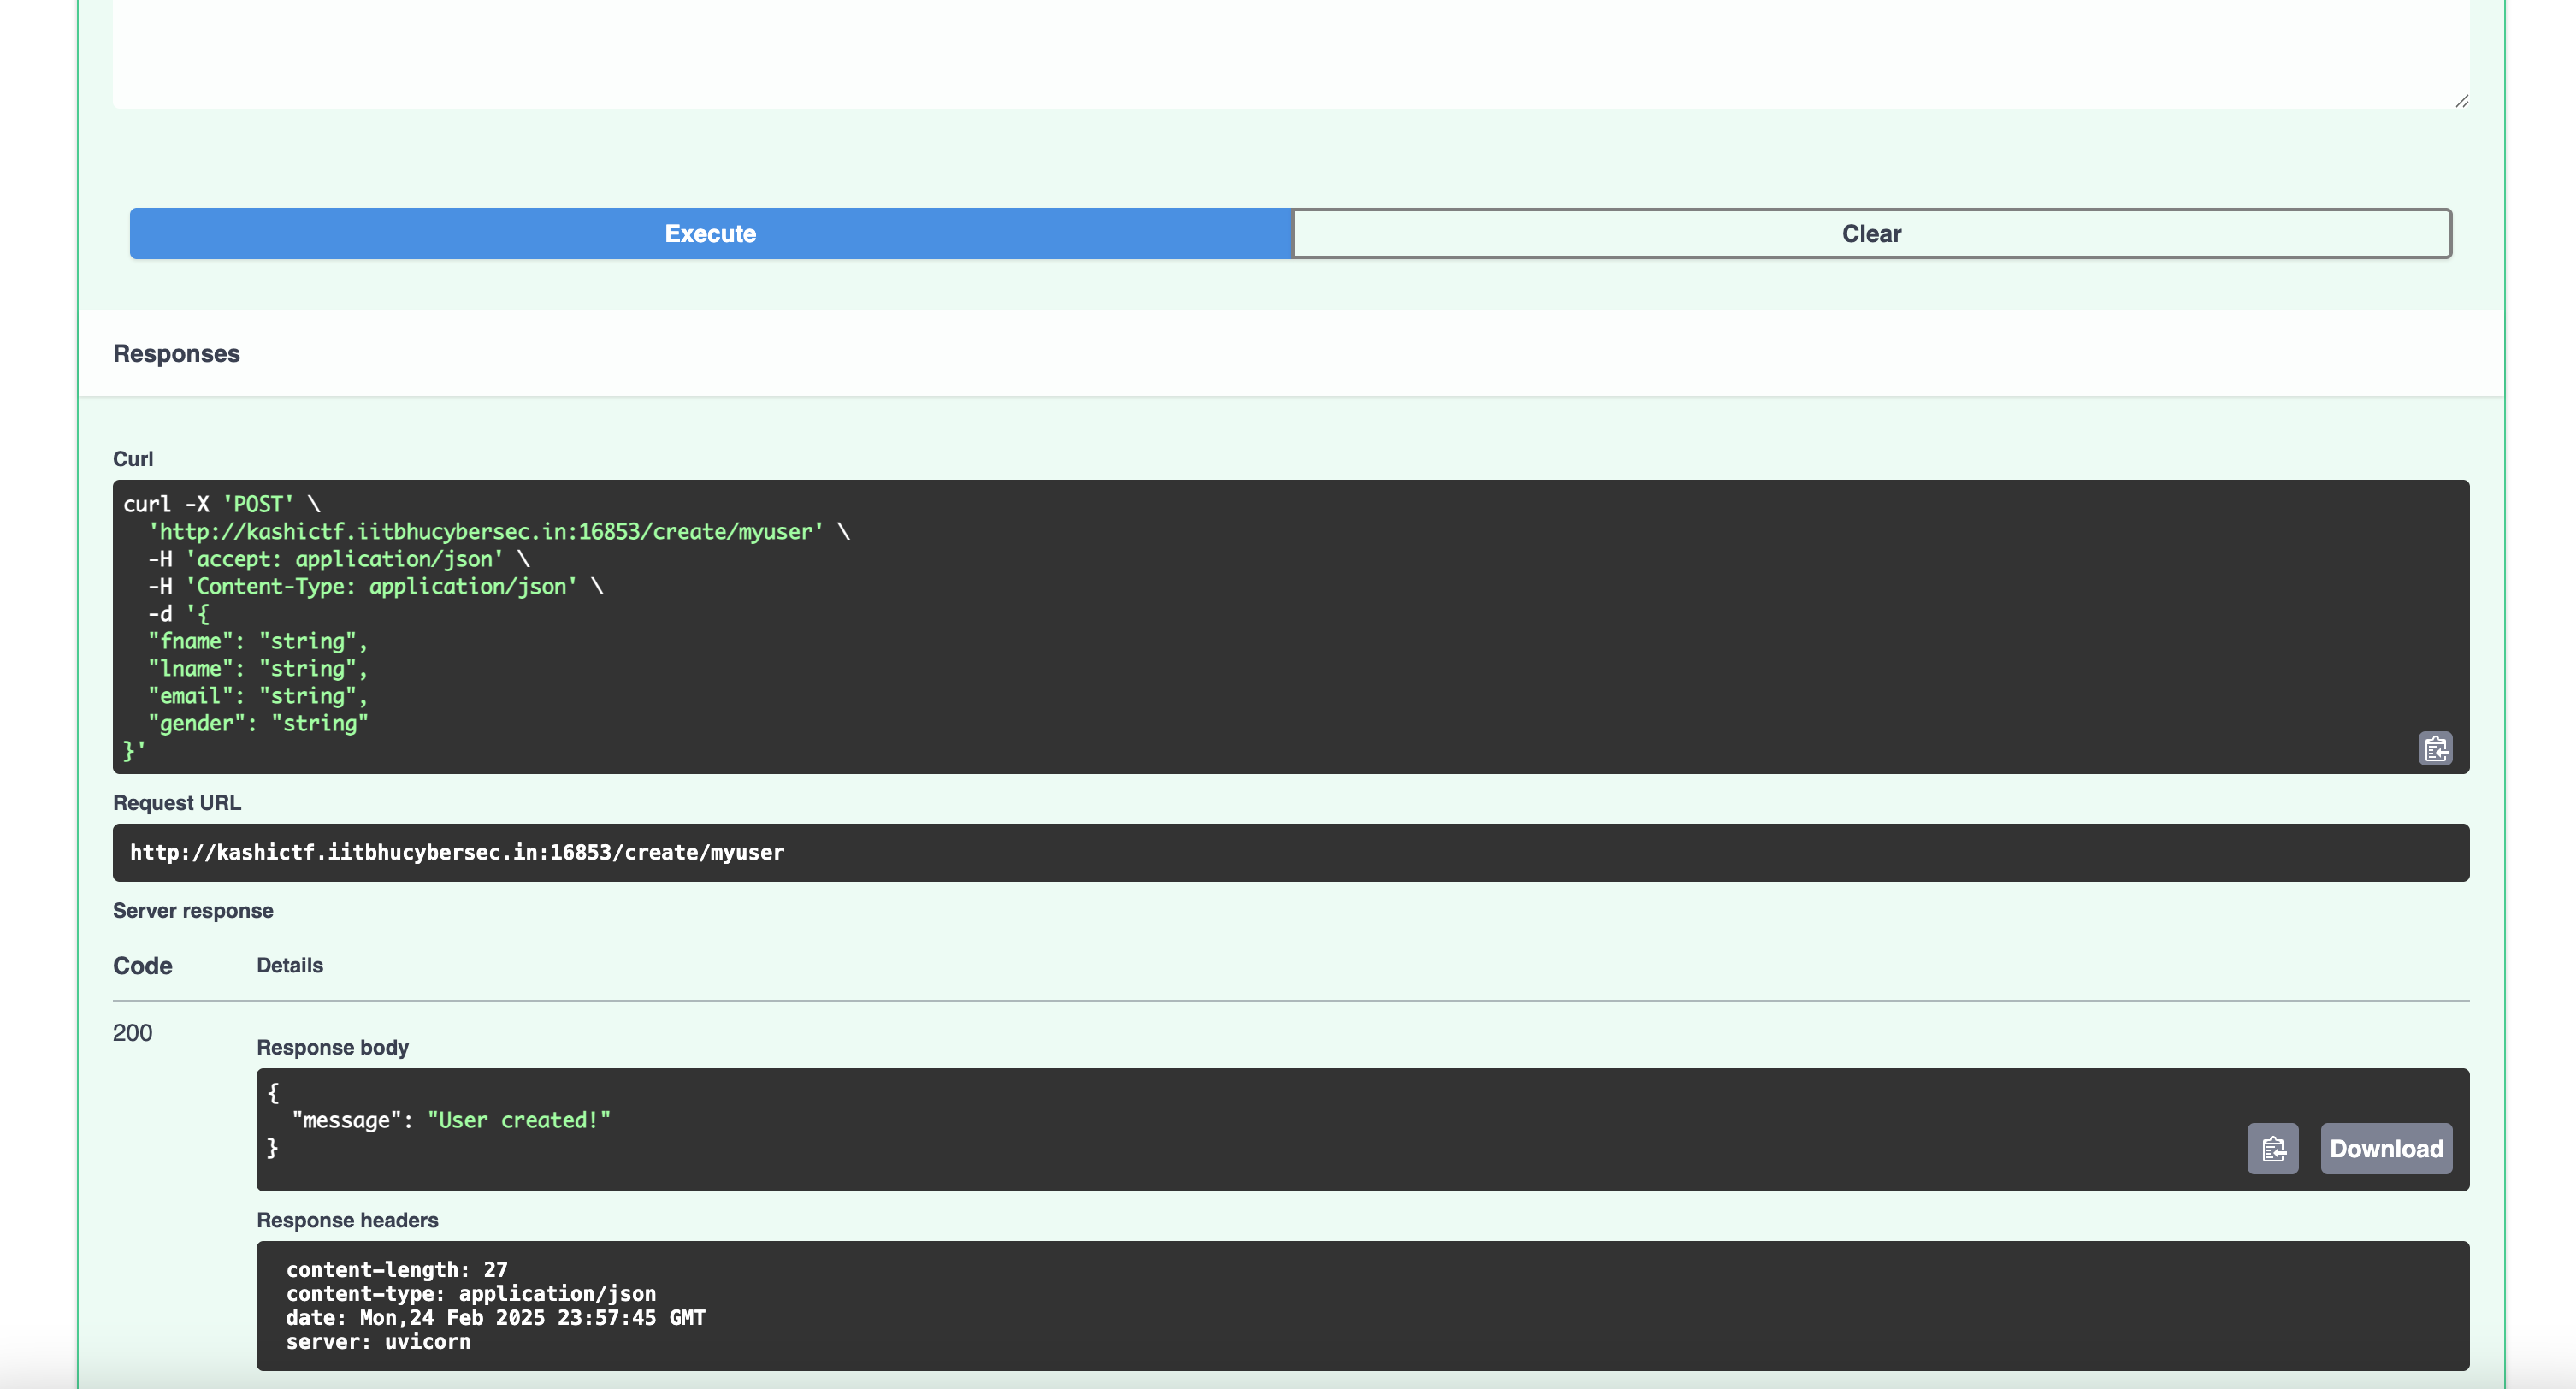 Execute
Clear
Responses
Curl
curl -X 'POST' \
  'http://kashictf.iitbhucybersec.in:16853/create/myuser' \
  -H 'accept: application/json' \
  -H 'Content-Type: application/json' \
  -d '{
  "fname": "string",
  "lname": "string",
  "email": "string",
  "gender": "string"
}'
Request URL
http://kashictf.iitbhucybersec.in:16853/create/myuser
Server response
Code Details
200
Response body
{
  "message": "User created!"
}
Download
Response headers
content-length: 27
content-type: application/json
date: Mon,24 Feb 2025 23:57:45 GMT
server: uvicorn